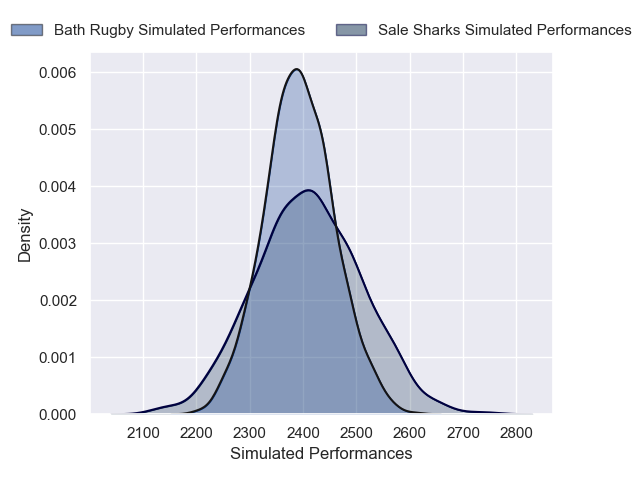 Bath Rugby Simulated Performances
Sale Sharks Simulated Performances
0.006
0.005
0.004
0.003
0.002
0.001
0.000
Density
2100 2200 2300 2400 2500 2600 2700 2800
Simulated Performances